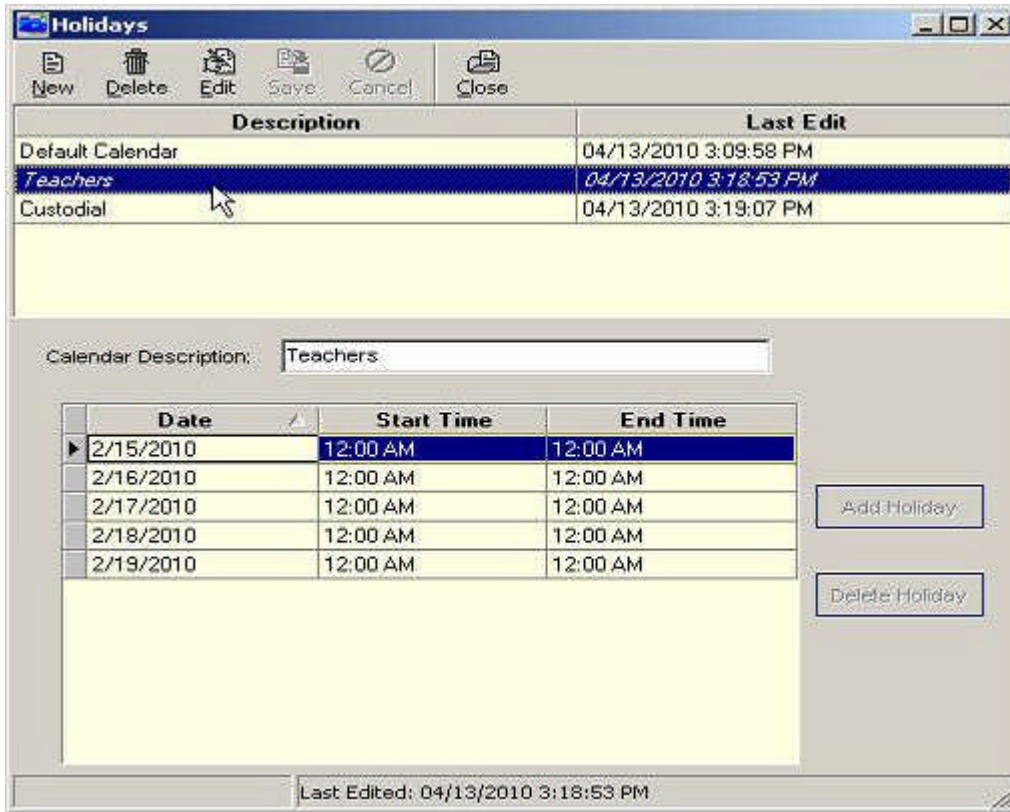 Holidays
New Delete Edit Save Cancel Close
Description Last Edit
Default Calendar 04/13/2010 3:09:58 PM
Teachers 04/13/2010 3:18:53 PM
Custodial 04/13/2010 3:19:07 PM
Calendar Description: Teachers
Date Start Time End Time
2/15/2010 12:00 AM 12:00 AM
2/16/2010 12:00 AM 12:00 AM
2/17/2010 12:00 AM 12:00 AM
2/18/2010 12:00 AM 12:00 AM
2/19/2010 12:00 AM 12:00 AM
Add Holiday
Delete Holiday
Last Edited: 04/13/2010 3:18:53 PM